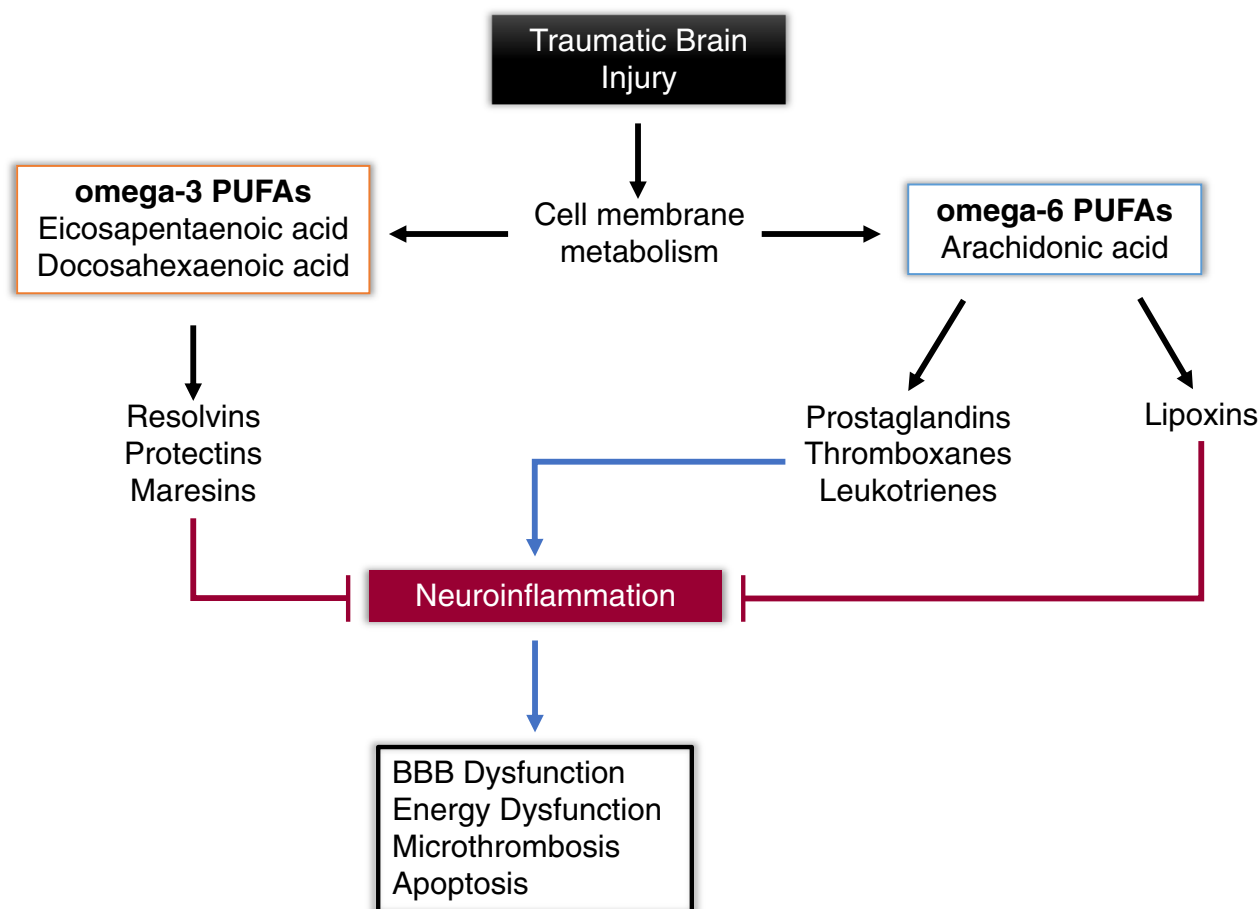 Traumatic Brain
Injury
omega-3 PUFAs
Eicosapentaenoic acid
Docosahexaenoic acid
Cell membrane
metabolism
omega-6 PUFAs
Arachidonic acid
Resolvins
Protectins
Maresins
Prostaglandins
Thromboxanes
Leukotrienes
Lipoxins
Neuroinflammation
BBB Dysfunction
Energy Dysfunction
Microthrombosis
Apoptosis